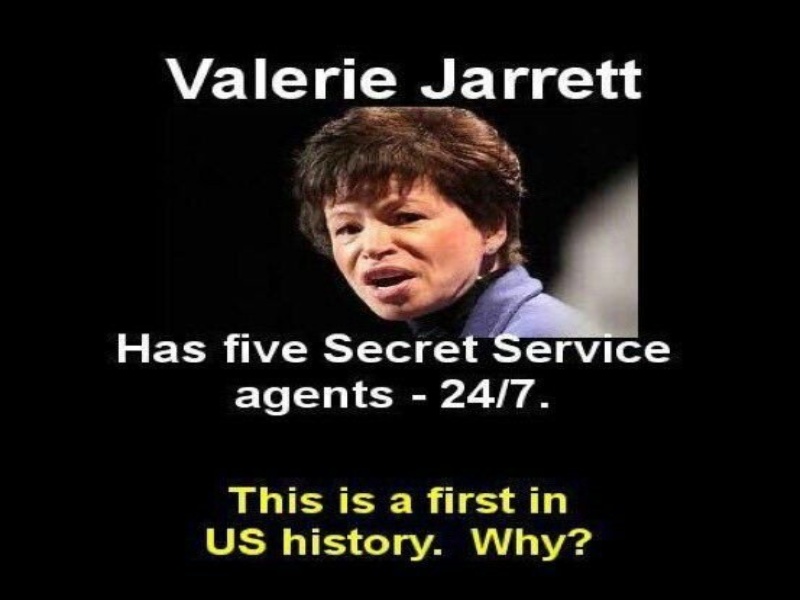 Valerie Jarrett
Has five Secret Service
agents - 24/7.
This is a first in
US history. Why?